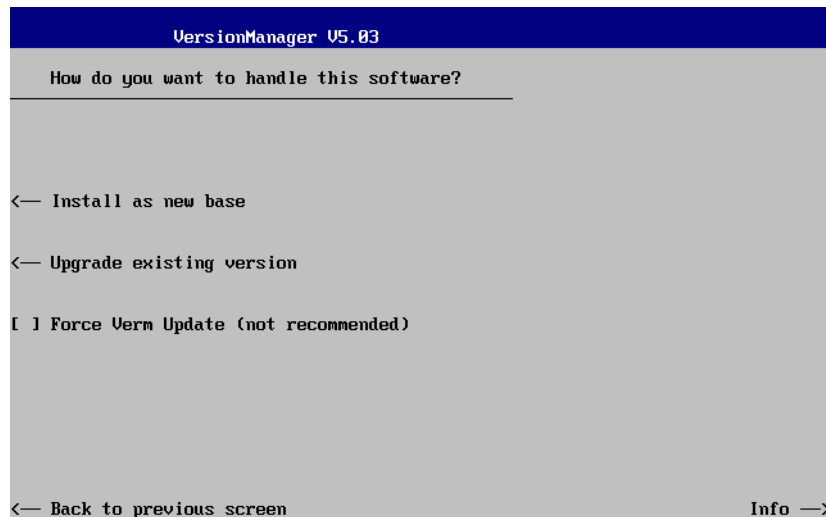 VersionManager V5.03
How do you want to handle this software?
<— Install as new base
<— Upgrade existing version
[ ] Force Verm Update (not recommended)
<— Back to previous screen Info —>